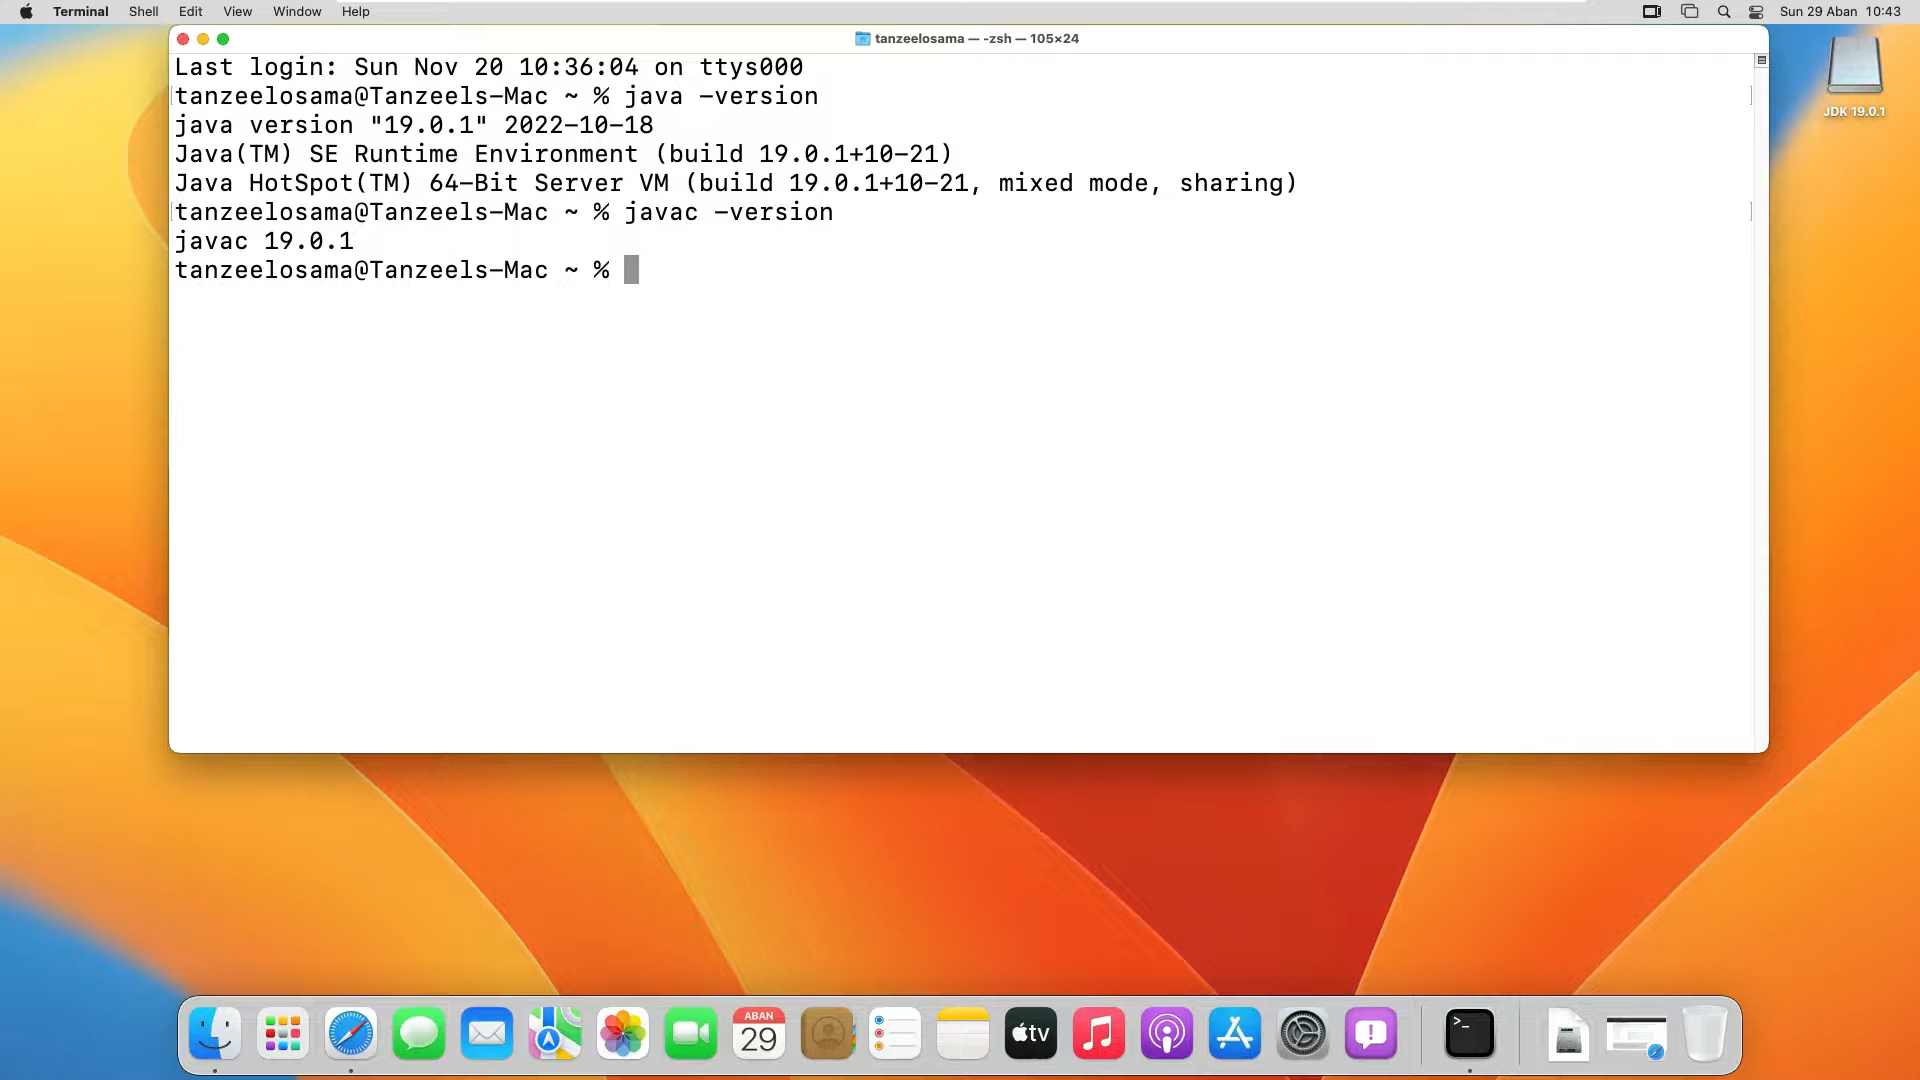 Terminal Shell Edit View Window Help Sun 29 Aban 10:43
tanzeelosama — -zsh — 105×24
Last login: Sun Nov 20 10:36:04 on ttys000
tanzeelosama@Tanzeels-Mac ~ % java -version
java version "19.0.1" 2022-10-18
Java(TM) SE Runtime Environment (build 19.0.1+10-21)
Java HotSpot(TM) 64-Bit Server VM (build 19.0.1+10-21, mixed mode, sharing)
tanzeelosama@Tanzeels-Mac ~ % javac -version
javac 19.0.1
tanzeelosama@Tanzeels-Mac ~ %
JDK 19.0.1
ABAN
29
tv
>_